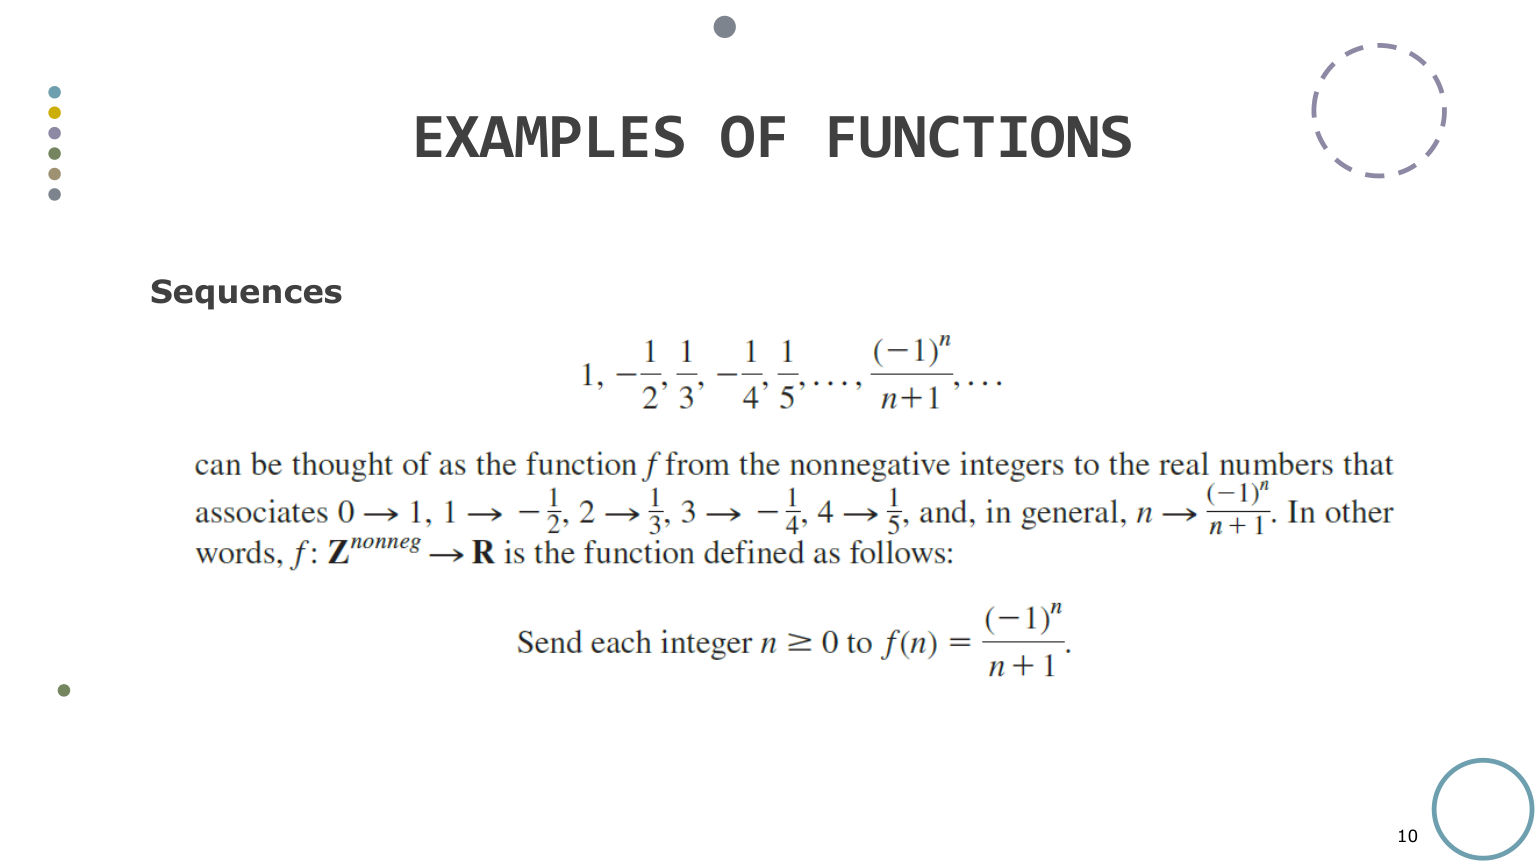 EXAMPLES OF FUNCTIONS
Sequences
1, −1/2, 1/3, −1/4, 1/5, . . . , (−1)ⁿ/(n+1), . . .
can be thought of as the function f from the nonnegative integers to the real numbers that
associates 0 → 1, 1 → −1/2, 2 → 1/3, 3 → −1/4, 4 → 1/5, and, in general, n → (−1)ⁿ/(n+1). In other
words, f: Z^nonneg → R is the function defined as follows:
Send each integer n ≥ 0 to f(n) = (−1)ⁿ/(n+1).
10